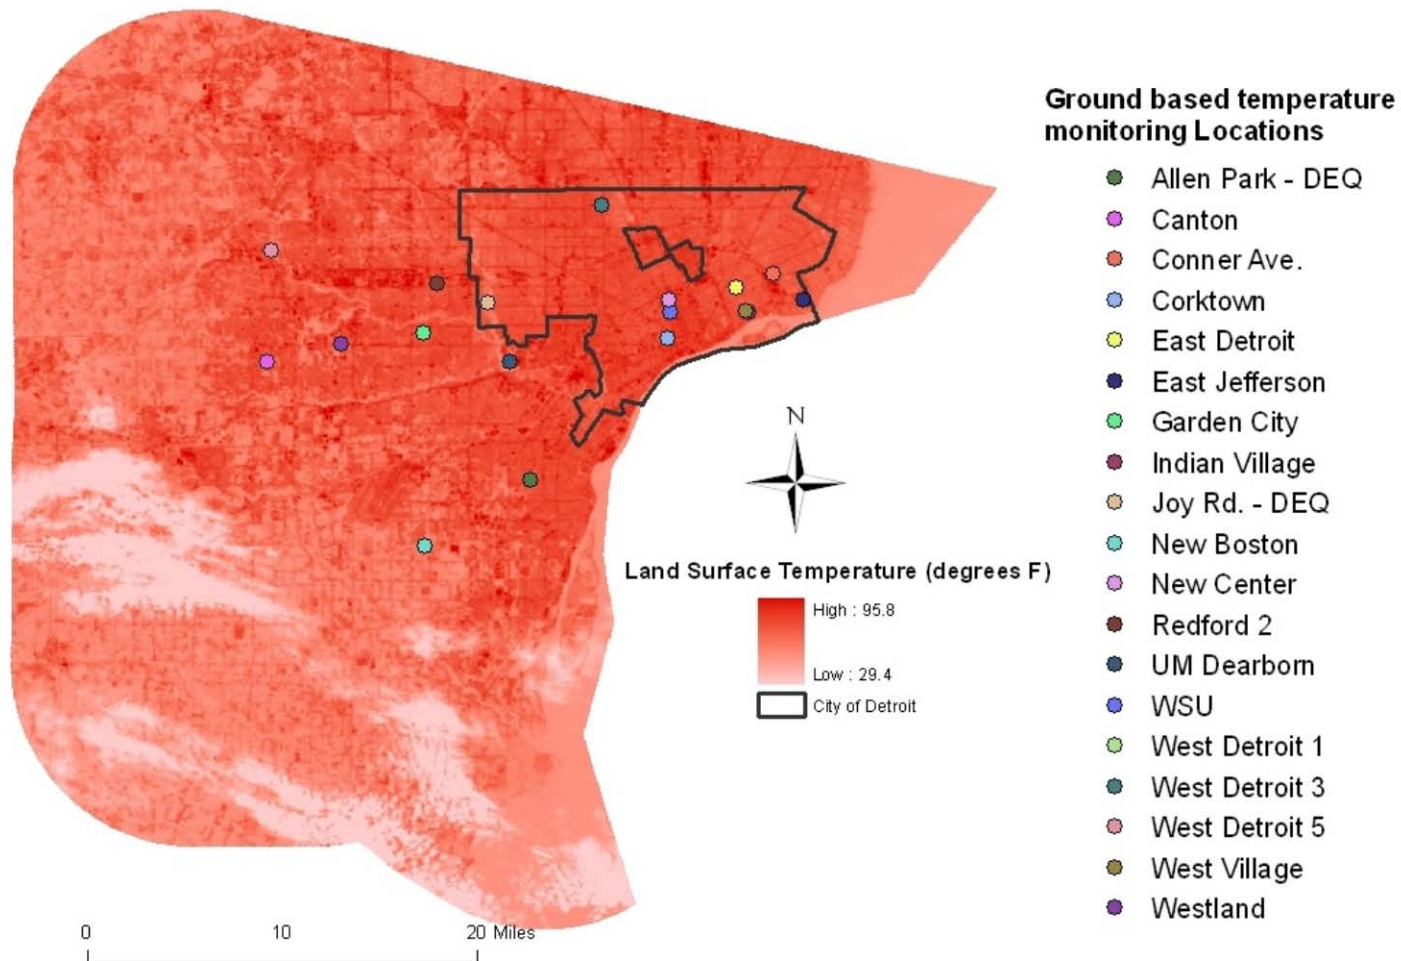 Ground based temperature
monitoring Locations
Allen Park - DEQ
Canton
Conner Ave.
Corktown
East Detroit
East Jefferson
Garden City
Indian Village
Joy Rd. - DEQ
New Boston
New Center
Redford 2
UM Dearborn
WSU
West Detroit 1
West Detroit 3
West Detroit 5
West Village
Westland
N
Land Surface Temperature (degrees F)
High : 95.8
Low : 29.4
City of Detroit
0 10 20 Miles